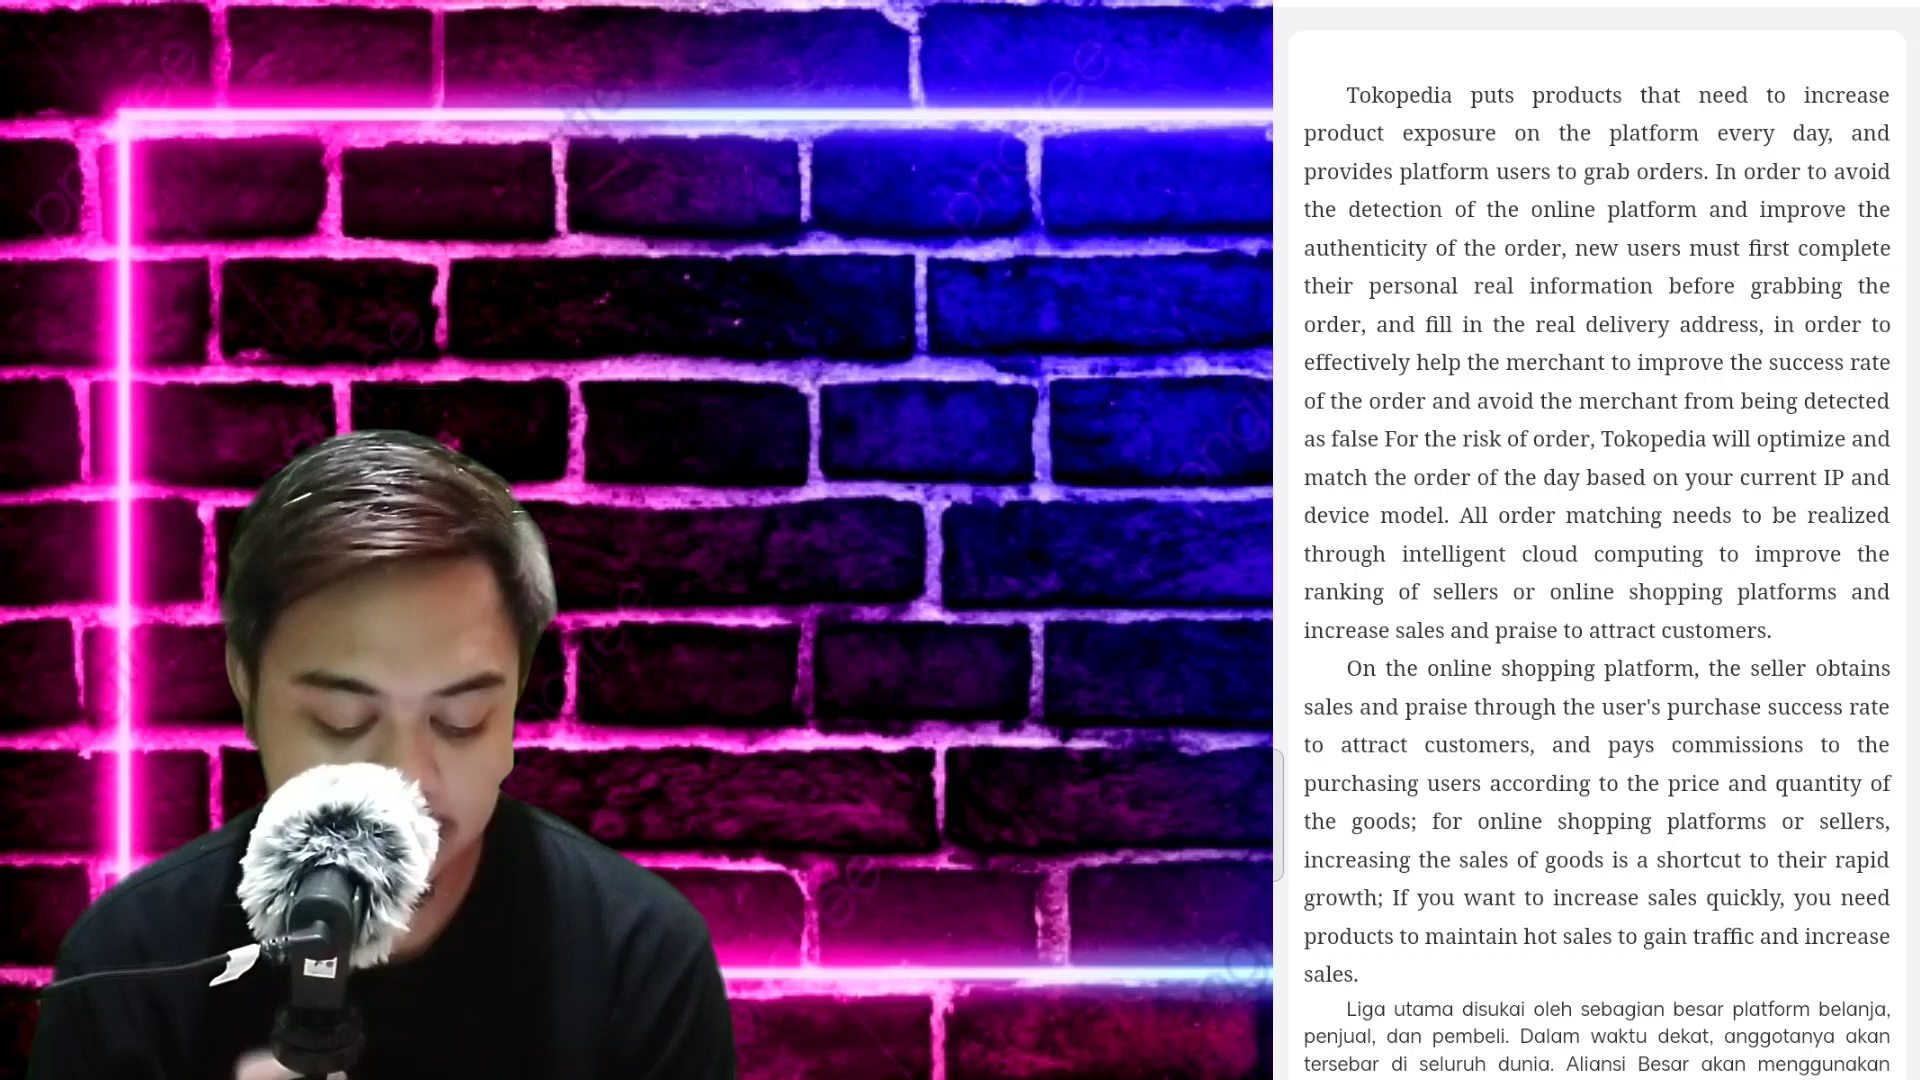 Tokopedia puts products that need to increase
product exposure on the platform every day, and
provides platform users to grab orders. In order to avoid
the detection of the online platform and improve the
authenticity of the order, new users must first complete
their personal real information before grabbing the
order, and fill in the real delivery address, in order to
effectively help the merchant to improve the success rate
of the order and avoid the merchant from being detected
as false For the risk of order, Tokopedia will optimize and
match the order of the day based on your current IP and
device model. All order matching needs to be realized
through intelligent cloud computing to improve the
ranking of sellers or online shopping platforms and
increase sales and praise to attract customers.
On the online shopping platform, the seller obtains
sales and praise through the user's purchase success rate
to attract customers, and pays commissions to the
purchasing users according to the price and quantity of
the goods; for online shopping platforms or sellers,
increasing the sales of goods is a shortcut to their rapid
growth; If you want to increase sales quickly, you need
products to maintain hot sales to gain traffic and increase
sales.
Liga utama disukai oleh sebagian besar platform belanja,
penjual, dan pembeli. Dalam waktu dekat, anggotanya akan
tersebar di seluruh dunia. Aliansi Besar akan menggunakan